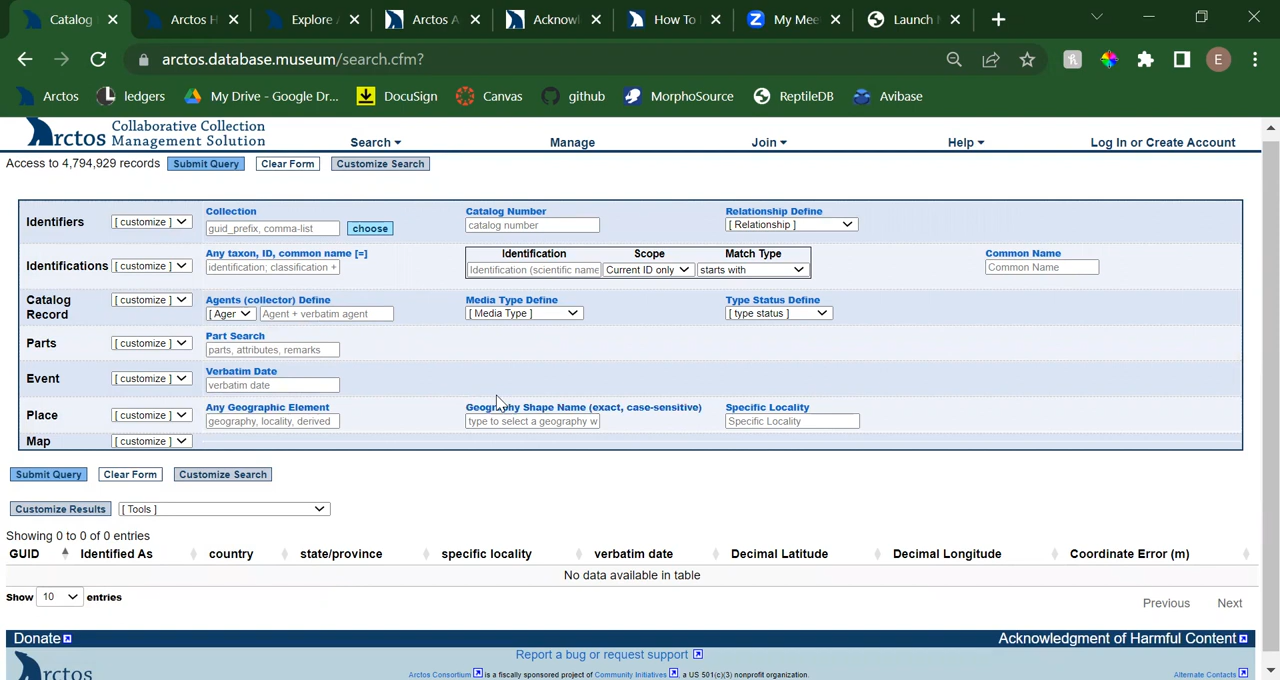 Catalog
Arctos H
Explore A
Arctos A
Acknowl
How To
My Mee
Launch
arctos.database.museum/search.cfm?
E
Arctos
ledgers
My Drive - Google Dr...
DocuSign
Canvas
github
MorphoSource
ReptileDB
Avibase
Arctos Collaborative Collection Management Solution
Search
Manage
Join
Help
Log In or Create Account
Access to 4,794,929 records
Submit Query
Clear Form
Customize Search
Identifiers
[ customize ]
Collection
guid_prefix, comma-list
choose
Catalog Number
catalog number
Relationship Define
[ Relationship ]
Identifications
[ customize ]
Any taxon, ID, common name [=]
identification; classification +
Identification
Scope
Match Type
Identification (scientific name
Current ID only
starts with
Common Name
Common Name
Catalog Record
[ customize ]
Agents (collector) Define
[ Ager
Agent + verbatim agent
Media Type Define
[ Media Type ]
Type Status Define
[ type status ]
Parts
[ customize ]
Part Search
parts, attributes, remarks
Event
[ customize ]
Verbatim Date
verbatim date
Place
[ customize ]
Any Geographic Element
geography, locality, derived
Geography Shape Name (exact, case-sensitive)
type to select a geography w
Specific Locality
Specific Locality
Map
[ customize ]
Submit Query
Clear Form
Customize Search
Customize Results
[ Tools ]
Showing 0 to 0 of 0 entries
GUID
Identified As
country
state/province
specific locality
verbatim date
Decimal Latitude
Decimal Longitude
Coordinate Error (m)
No data available in table
Show 10 entries
Previous
Next
Donate
Acknowledgment of Harmful Content
Report a bug or request support
Arctos Consortium is a fiscally sponsored project of Community Initiatives, a US 501(c)(3) nonprofit organization.
Alternate Contacts